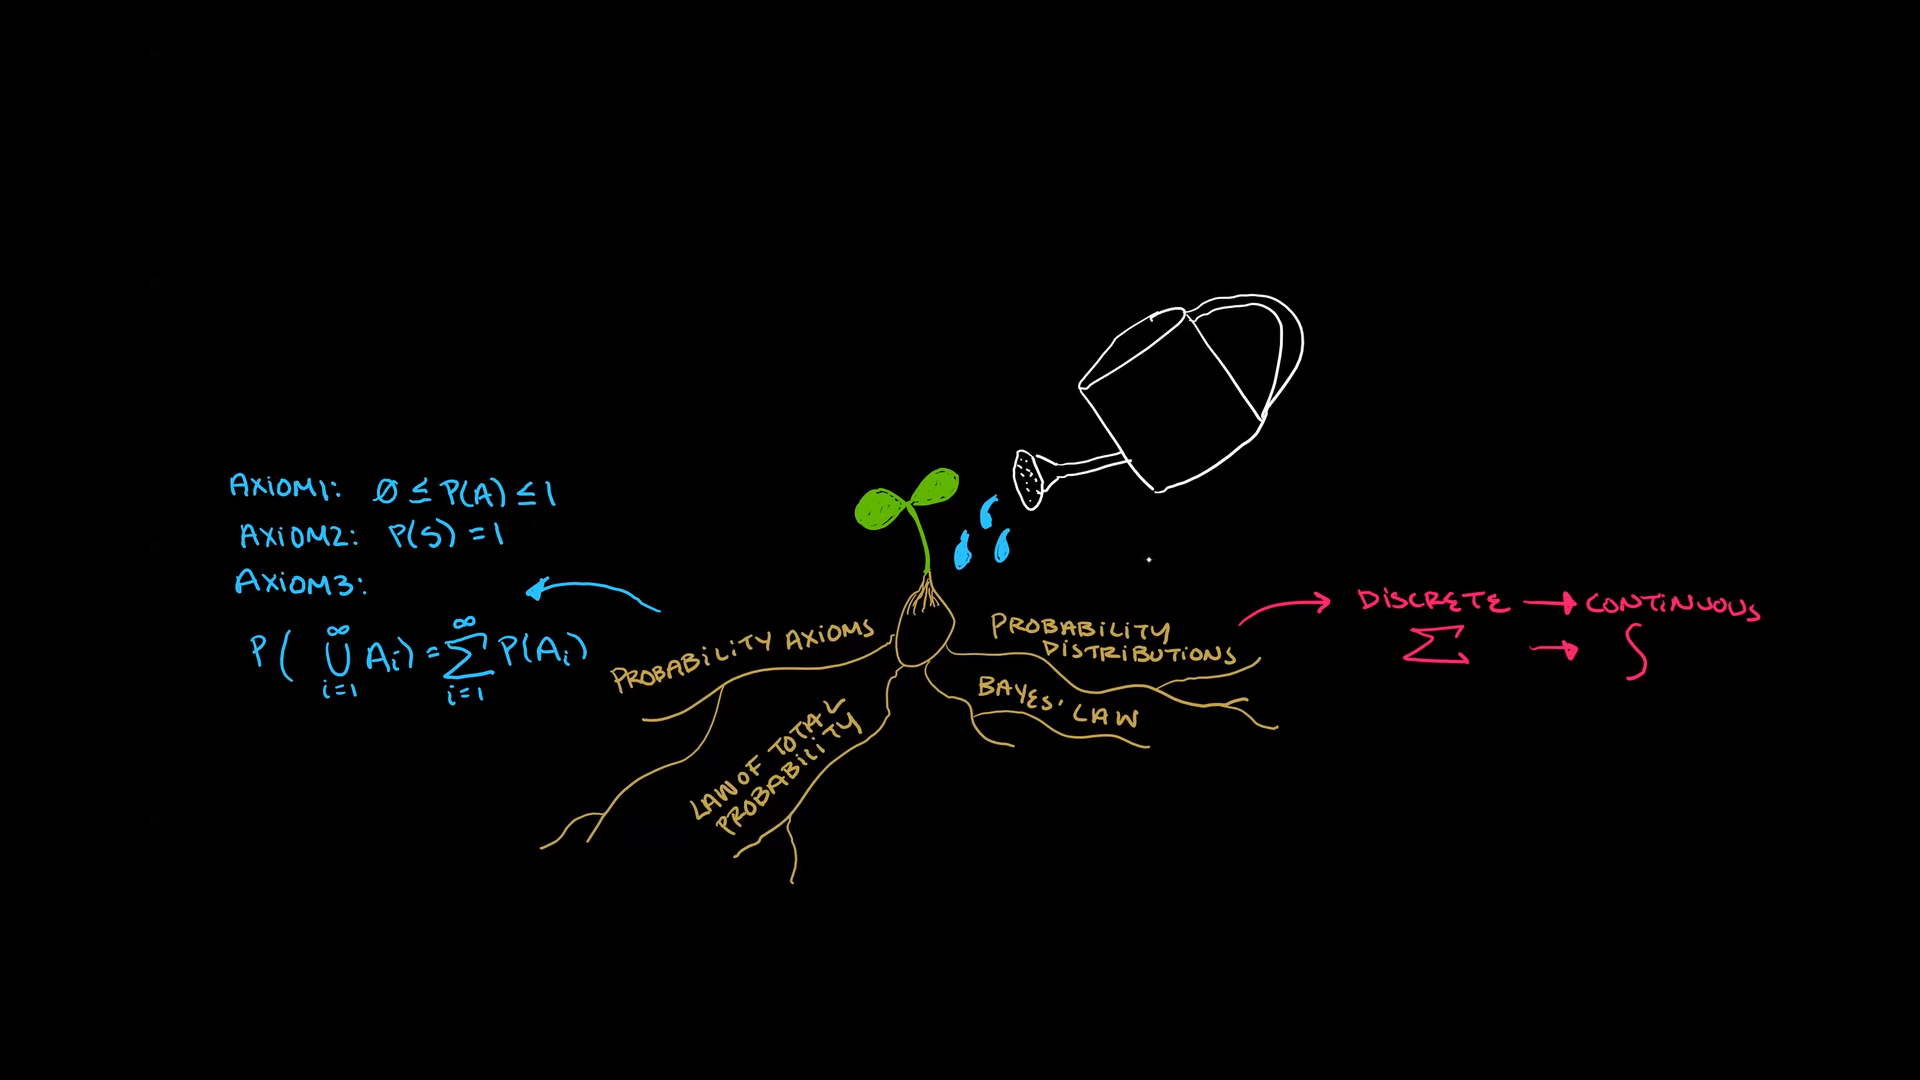 AXIOM1: 0 ≤ P(A) ≤ 1
AXIOM2: P(S) = 1
AXIOM3:
P( ∞ ∪ i=1 Ai) = ∞ ∑ i=1 P(Ai)
PROBABILITY AXIOMS
LAW OF TOTAL
PROBABILITY
PROBABILITY
DISTRIBUTIONS
BAYES' LAW
DISCRETE → CONTINUOUS
∑ → ∫